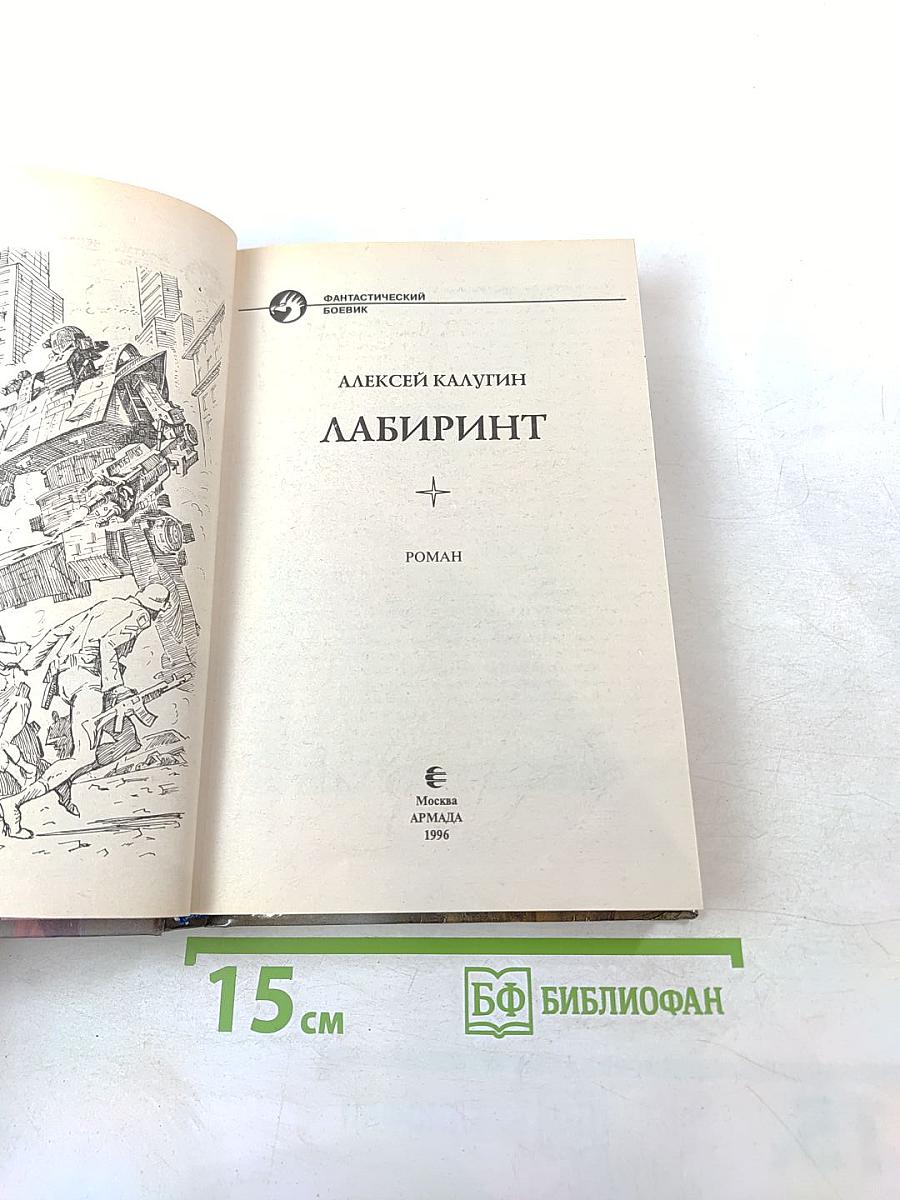 ФАНТАСТИЧЕСКИЙ
БОЕВИК
АЛЕКСЕЙ КАЛУГИН
ЛАБИРИНТ
РОМАН
Москва
АРМАДА
1996
15 см
БФ БИБЛИОФАН